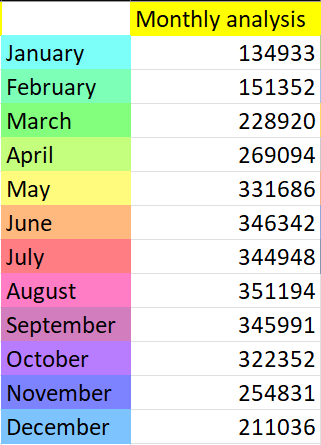 Monthly analysis
January 134933
February 151352
March 228920
April 269094
May 331686
June 346342
July 344948
August 351194
September 345991
October 322352
November 254831
December 211036